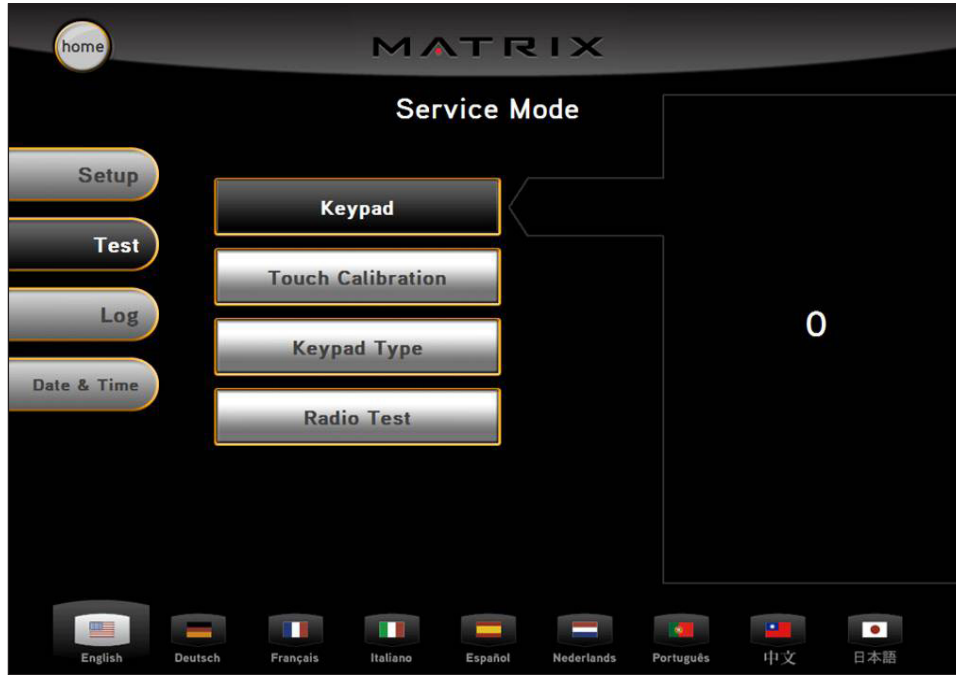 home
MATRIX
Service Mode
Setup
Test
Log
Date & Time
Keypad
Touch Calibration
Keypad Type
Radio Test
0
English
Deutsch
Français
Italiano
Español
Nederlands
Português
中文
日本語